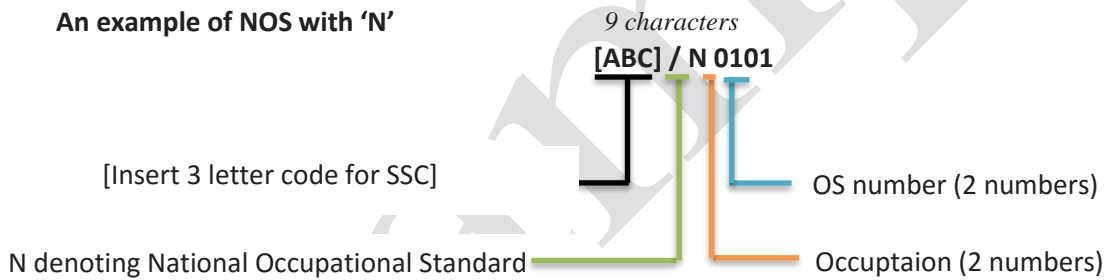 An example of NOS with ‘N’
9 characters
[ABC] / N 0101
[Insert 3 letter code for SSC]
OS number (2 numbers)
N denoting National Occupational Standard
Occuptaion (2 numbers)